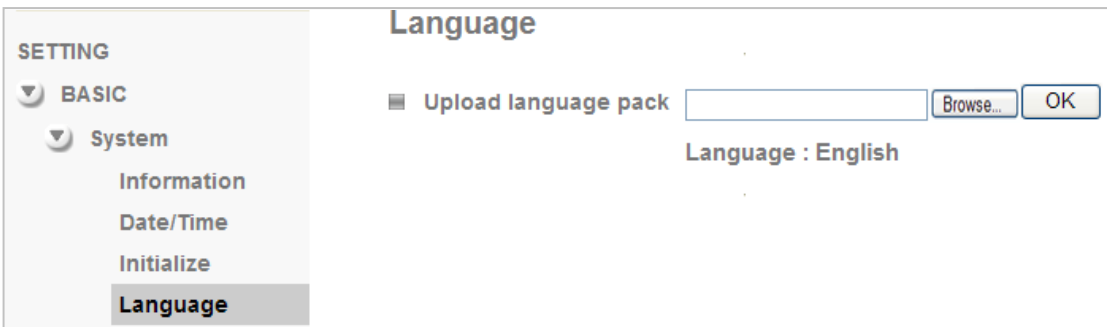 Language
SETTING
BASIC
Upload language pack Browse... OK
System
Language : English
Information
Date/Time
Initialize
Language